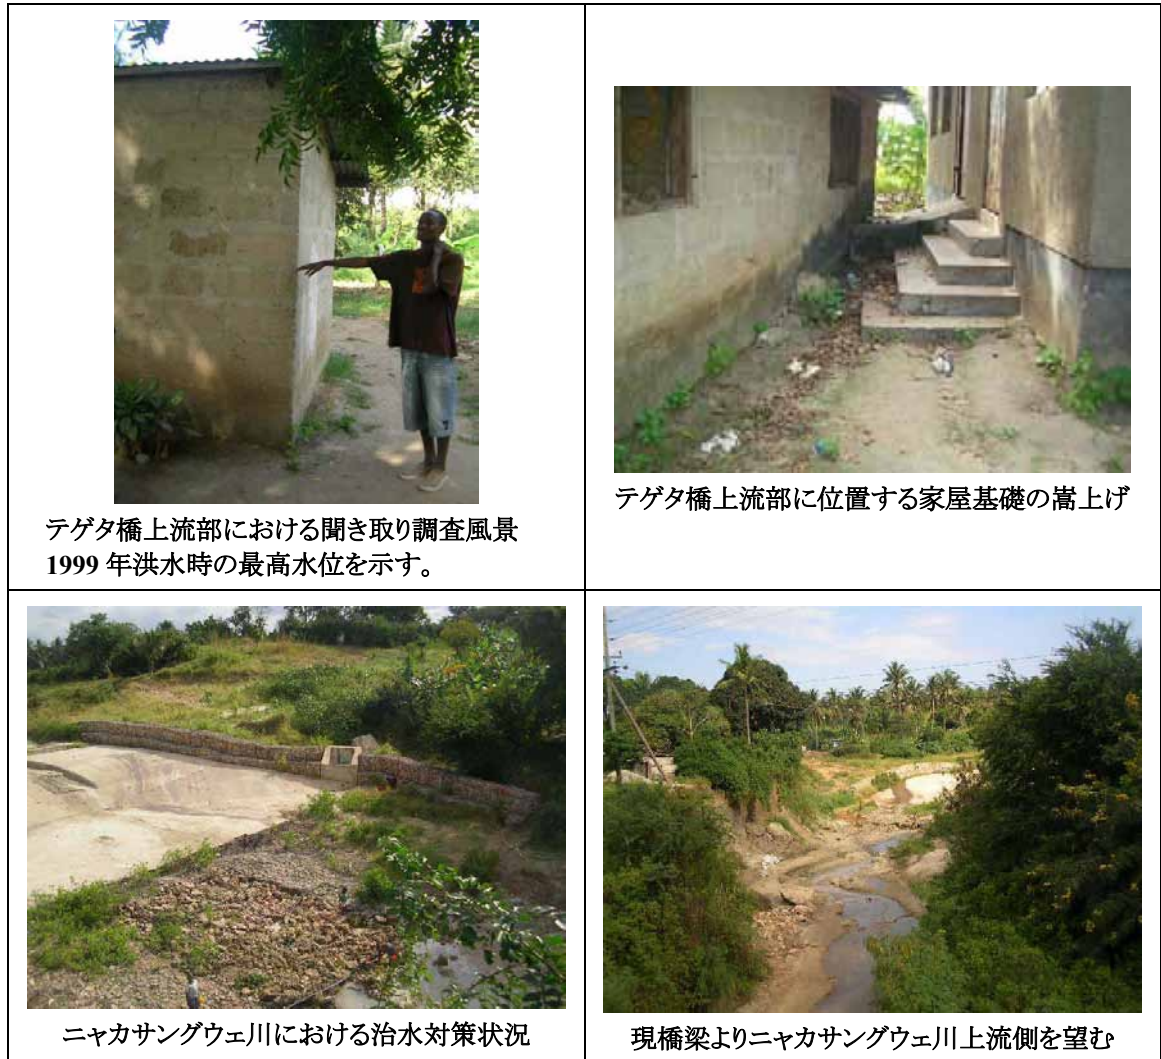 テゲタ橋上流部における聞き取り調査風景
1999 年洪水時の最高水位を示す。
テゲタ橋上流部に位置する家屋基礎の嵩上げ
ニャカサングウェ川における治水対策状況
現橋梁よりニャカサングウェ川上流側を望む